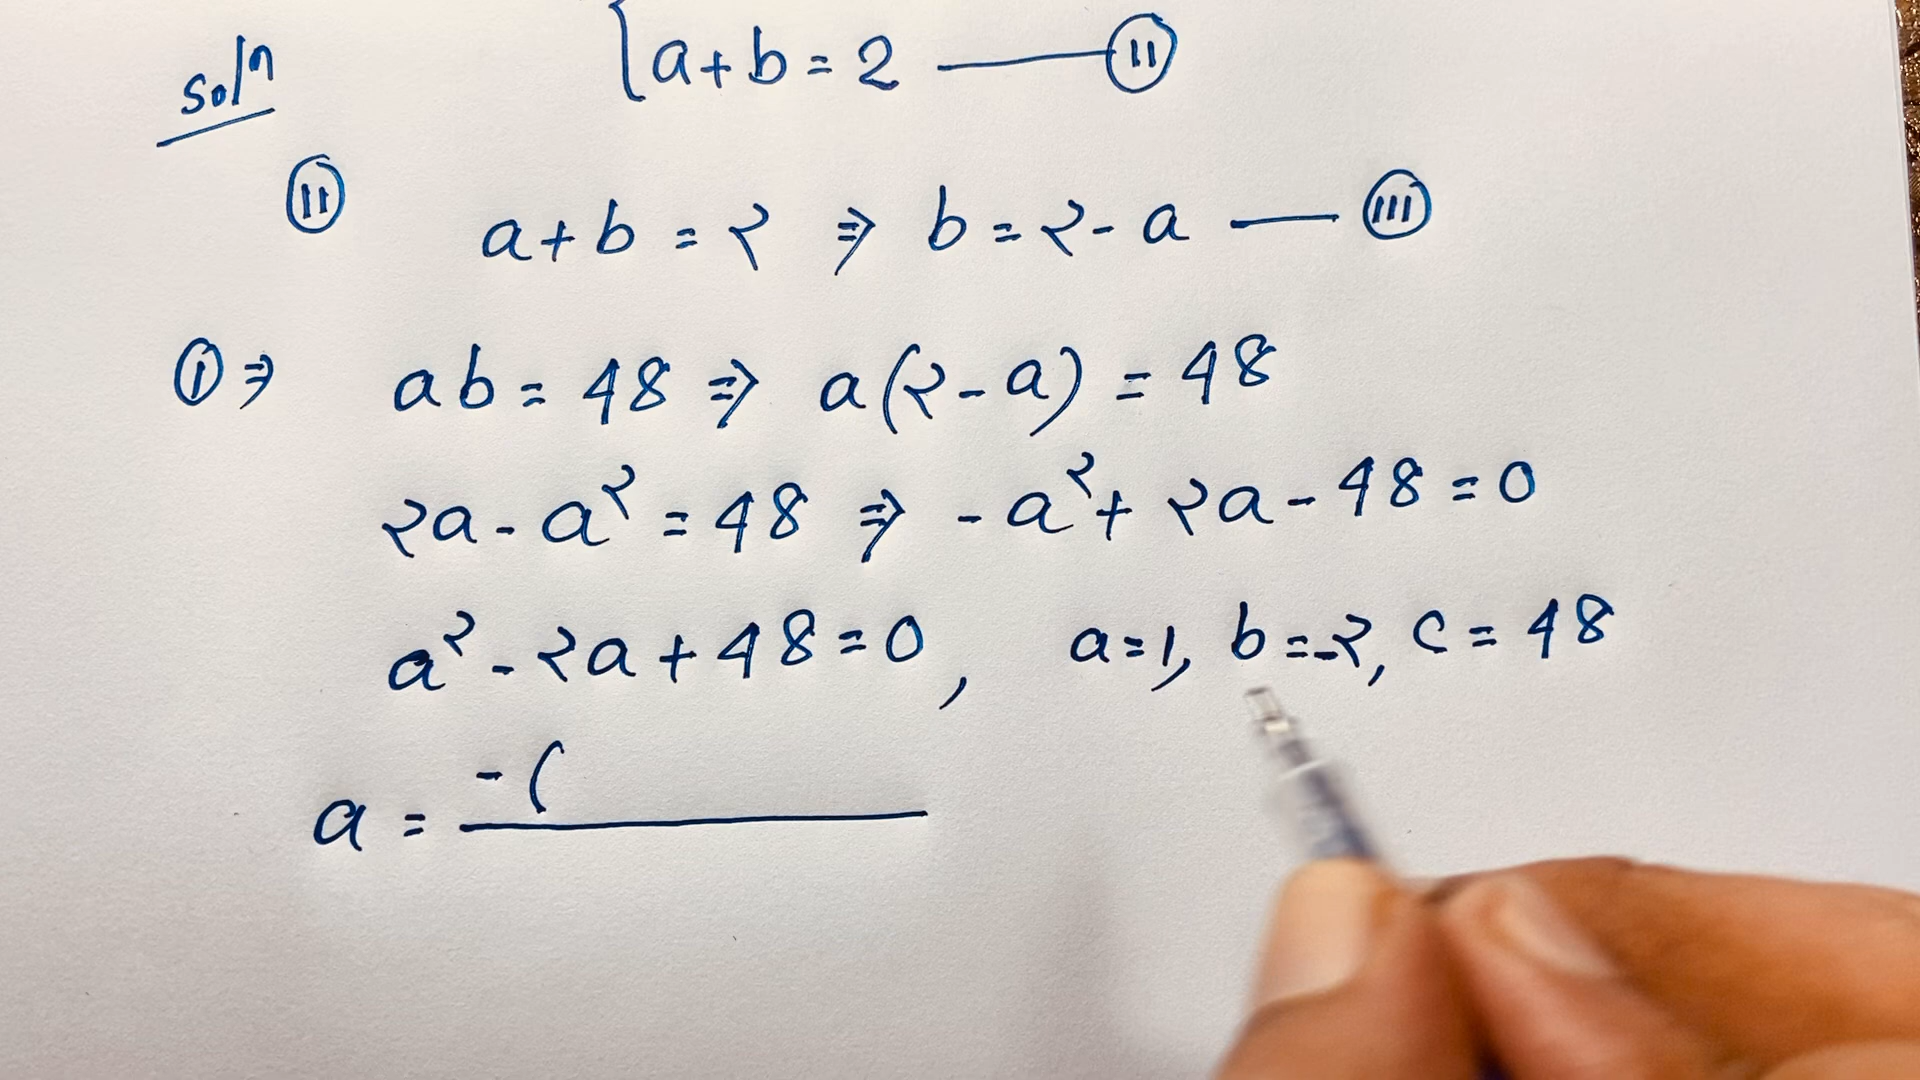 soln
{a+b=2 —— (II)
(II) a+b=2 ⇒ b=2-a —— (III)
(I)⇒ ab=48 ⇒ a(2-a)=48
2a-a²=48 ⇒ -a²+2a-48=0
a²-2a+48=0, a=1, b=-2, c=48
a = -(